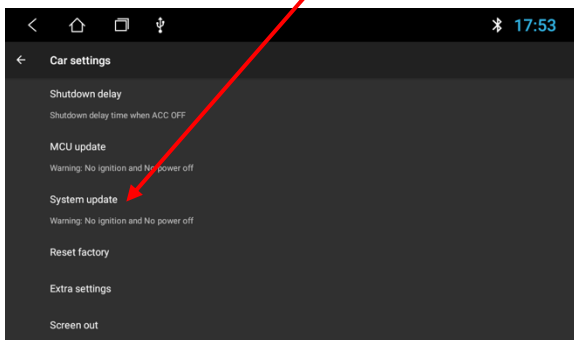 17:53
Car settings
Shutdown delay
Shutdown delay time when ACC OFF
MCU update
Warning: No ignition and No power off
System update
Warning: No ignition and No power off
Reset factory
Extra settings
Screen out